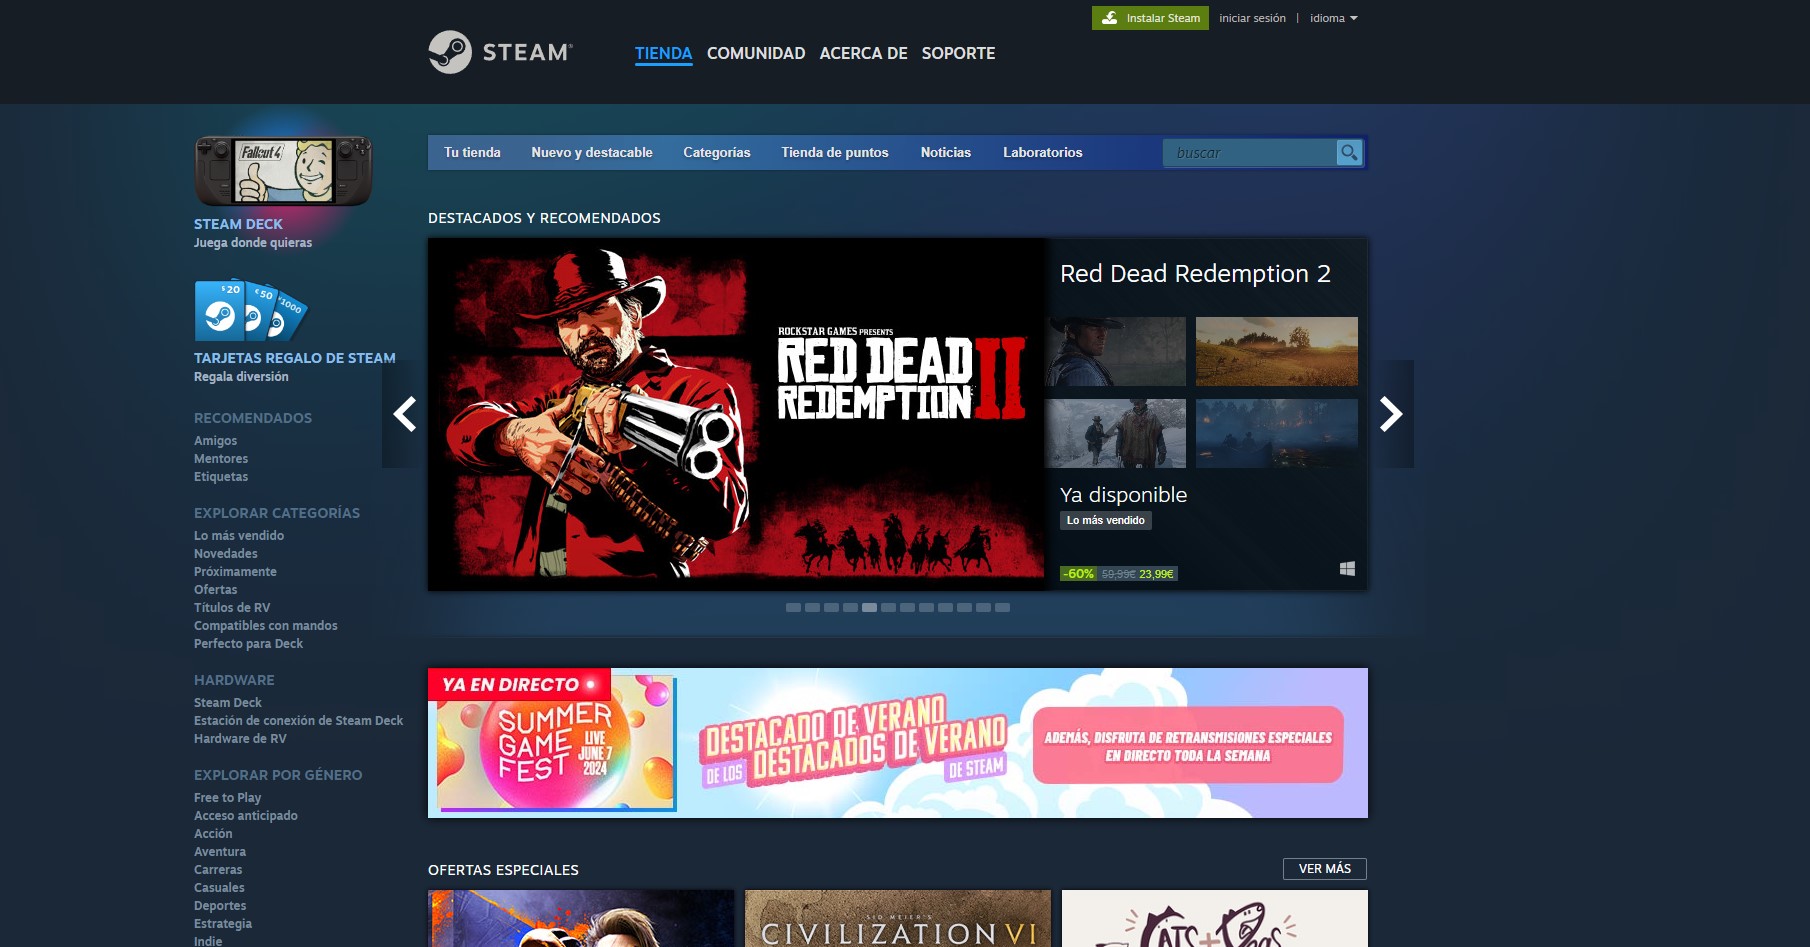 Instalar Steam
iniciar sesión | idioma
STEAM®
TIENDA COMUNIDAD ACERCA DE SOPORTE
Fallout 4
STEAM DECK
Juega donde quieras
$20
€50
¥1000
TARJETAS REGALO DE STEAM
Regala diversión
RECOMENDADOS
Amigos
Mentores
Etiquetas
EXPLORAR CATEGORÍAS
Lo más vendido
Novedades
Próximamente
Ofertas
Títulos de RV
Compatibles con mandos
Perfecto para Deck
HARDWARE
Steam Deck
Estación de conexión de Steam Deck
Hardware de RV
EXPLORAR POR GÉNERO
Free to Play
Acceso anticipado
Acción
Aventura
Carreras
Casuales
Deportes
Estrategia
Indie
Tu tienda Nuevo y destacable Categorías Tienda de puntos Noticias Laboratorios buscar
DESTACADOS Y RECOMENDADOS
ROCKSTAR GAMES PRESENTS
RED DEAD
REDEMPTION II
Red Dead Redemption 2
Ya disponible
Lo más vendido
-60% 59,99€ 23,99€
YA EN DIRECTO
SUMMER
GAME
FEST
LIVE
JUNE 7
2024
DESTACADO DE VERANO
DE LOS DESTACADOS DE VERANO
DE STEAM
ADEMÁS, DISFRUTA DE RETRANSMISIONES ESPECIALES
EN DIRECTO TODA LA SEMANA
OFERTAS ESPECIALES
VER MÁS
SID MEIER'S
CIVILIZATION VI